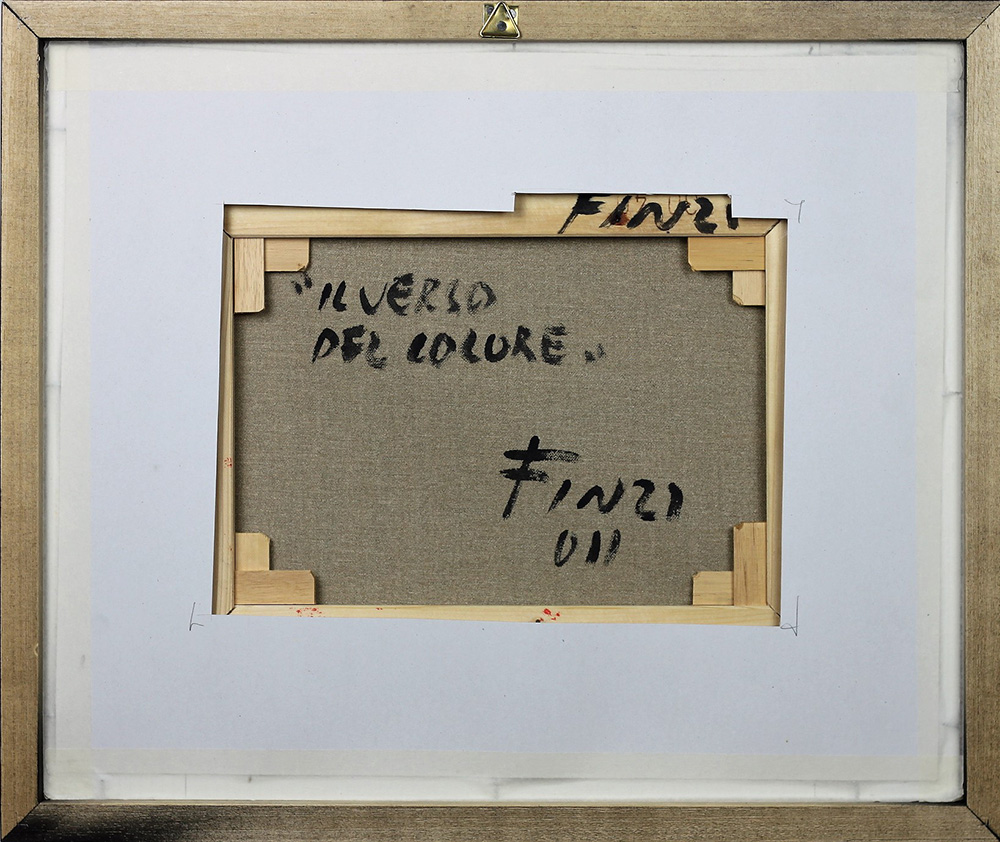 FINZI
"IL VERSO
DEL COLORE"
FINZI
011